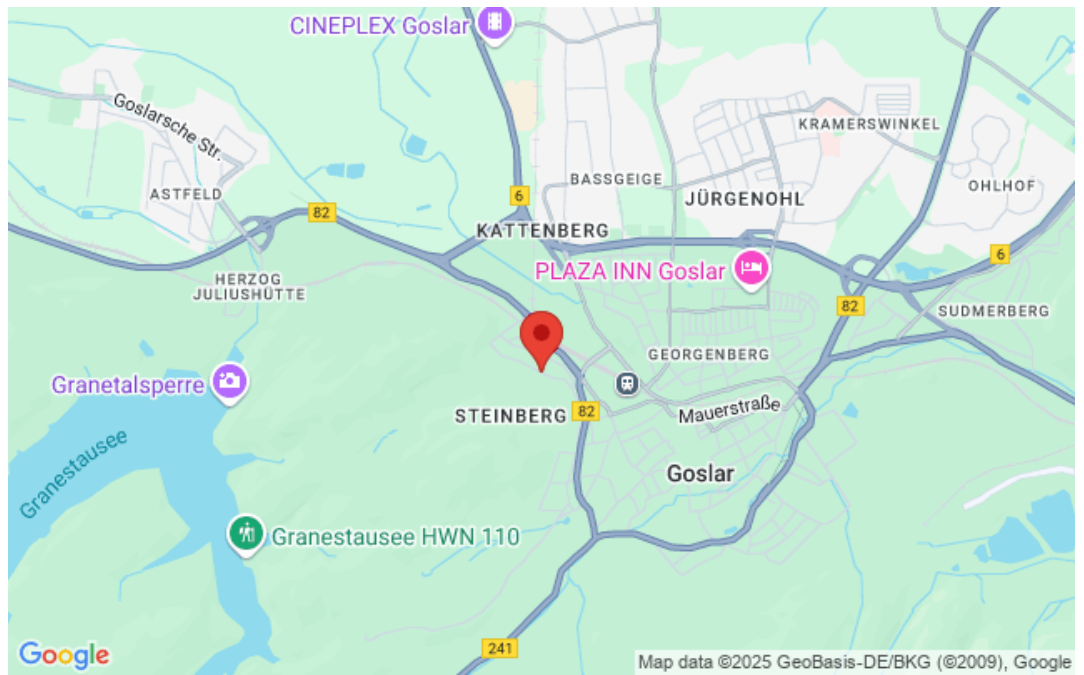 CINEPLEX Goslar
Goslarsche Str.
KRAMERSWINKEL
BASSGEIGE
ASTFELD
JÜRGENOHL
OHLHOF
6
82
KATTENBERG
6
PLAZA INN Goslar
HERZOG
JULIUSHÜTTE
82
SUDMERBERG
GEORGENBERG
Granetalsperre
Mauerstraße
STEINBERG
82
Granestausee
Goslar
Granestausee HWN 110
241
Google
Map data ©2025 GeoBasis-DE/BKG (©2009), Google